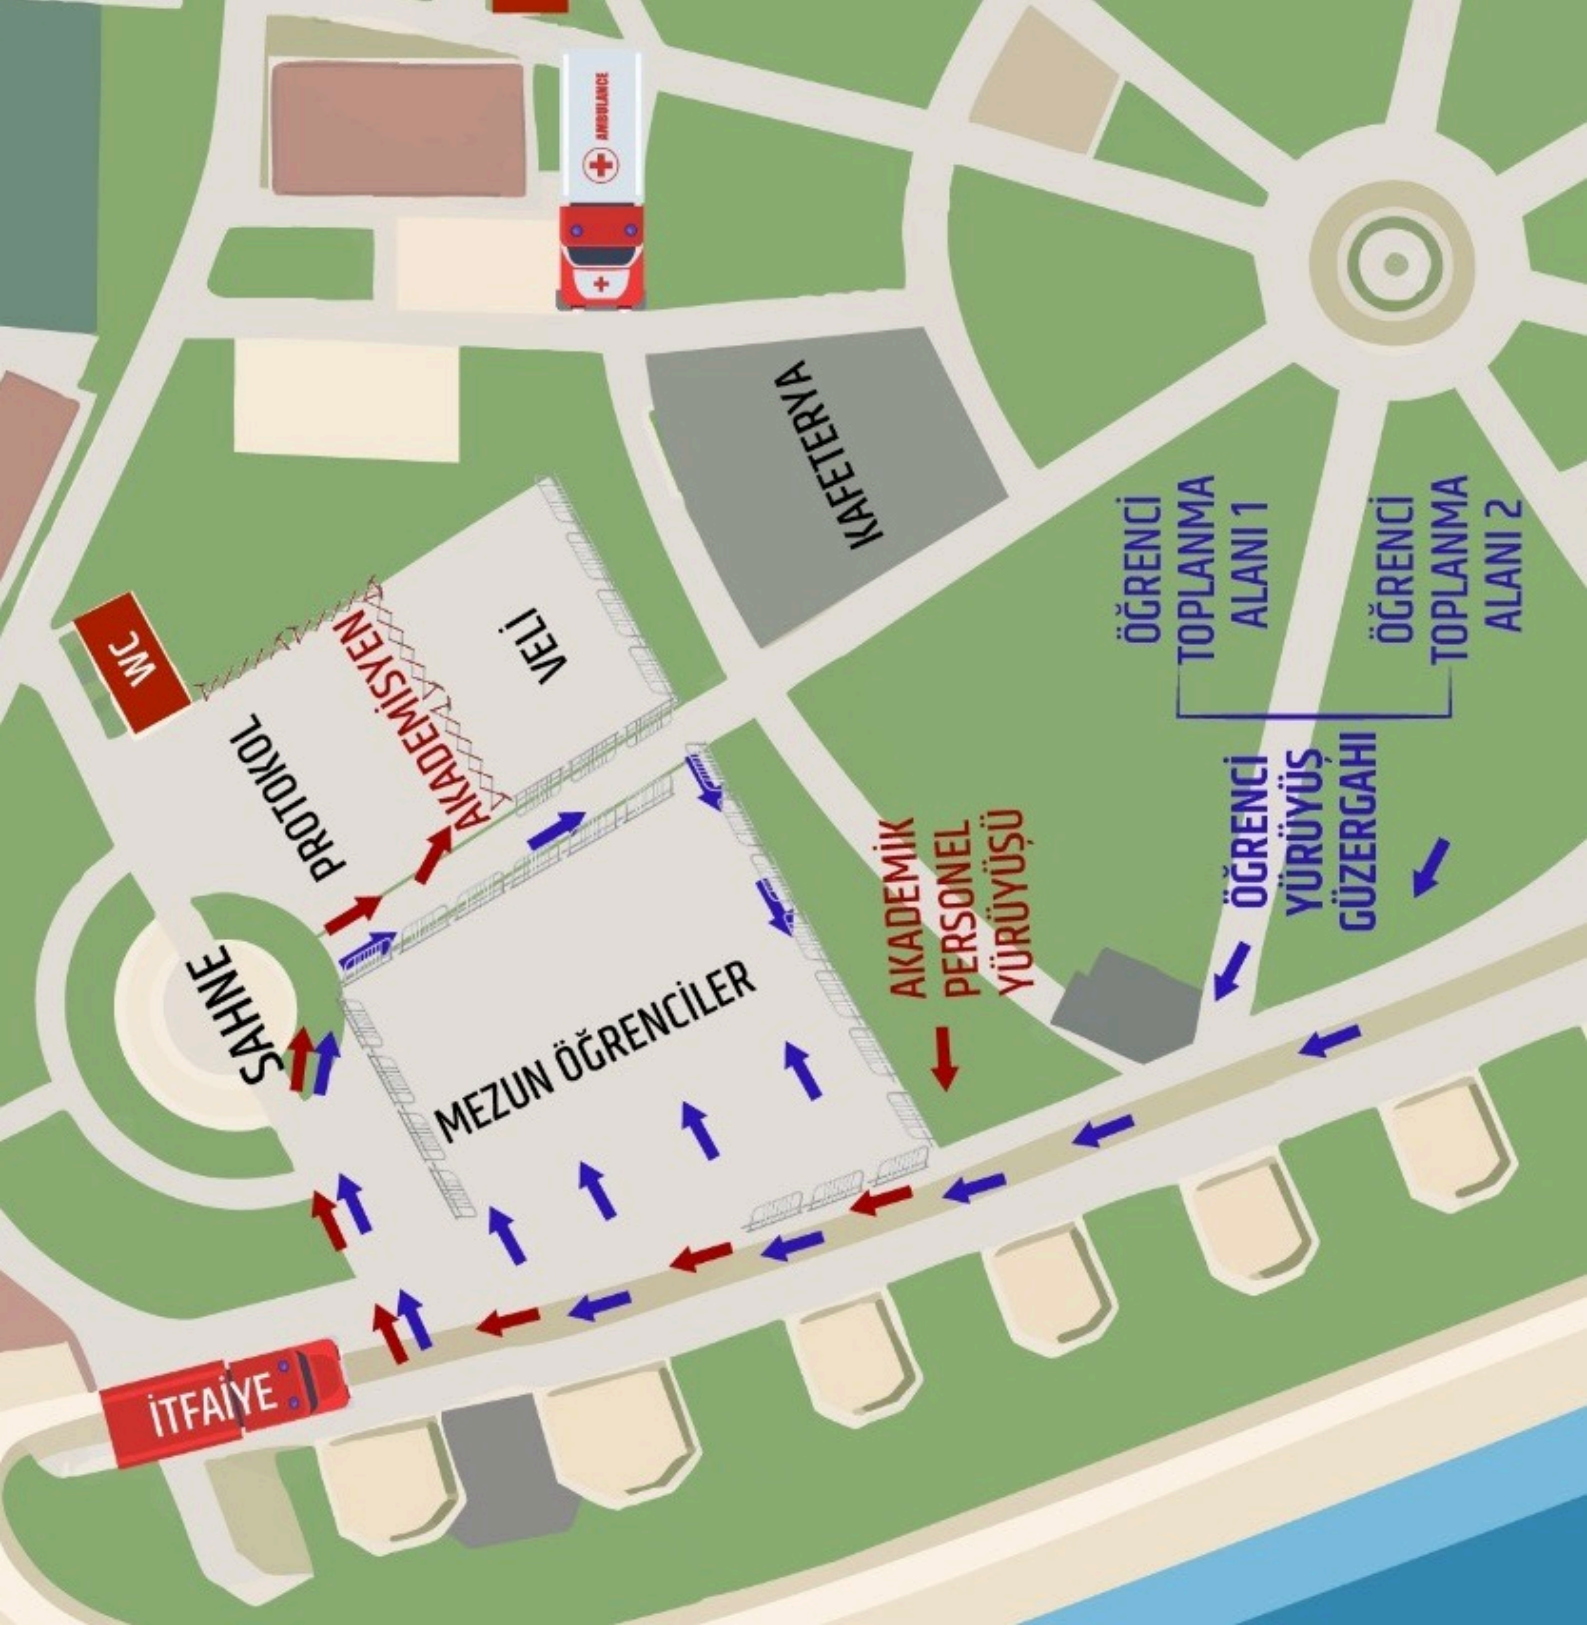 AMBULANCE
KAFETERYA
WC
PROTOKOL
AKADEMİSYEN
VELİ
SAHNE
MEZUN ÖĞRENCİLER
ÖĞRENCİ
TOPLANMA
ALANI 1
ÖĞRENCİ
TOPLANMA
ALANI 2
ÖĞRENCİ
YÜRÜYÜŞ
GÜZERGAHI
AKADEMİK
PERSONEL
YÜRÜYÜŞÜ
İTFAİYE